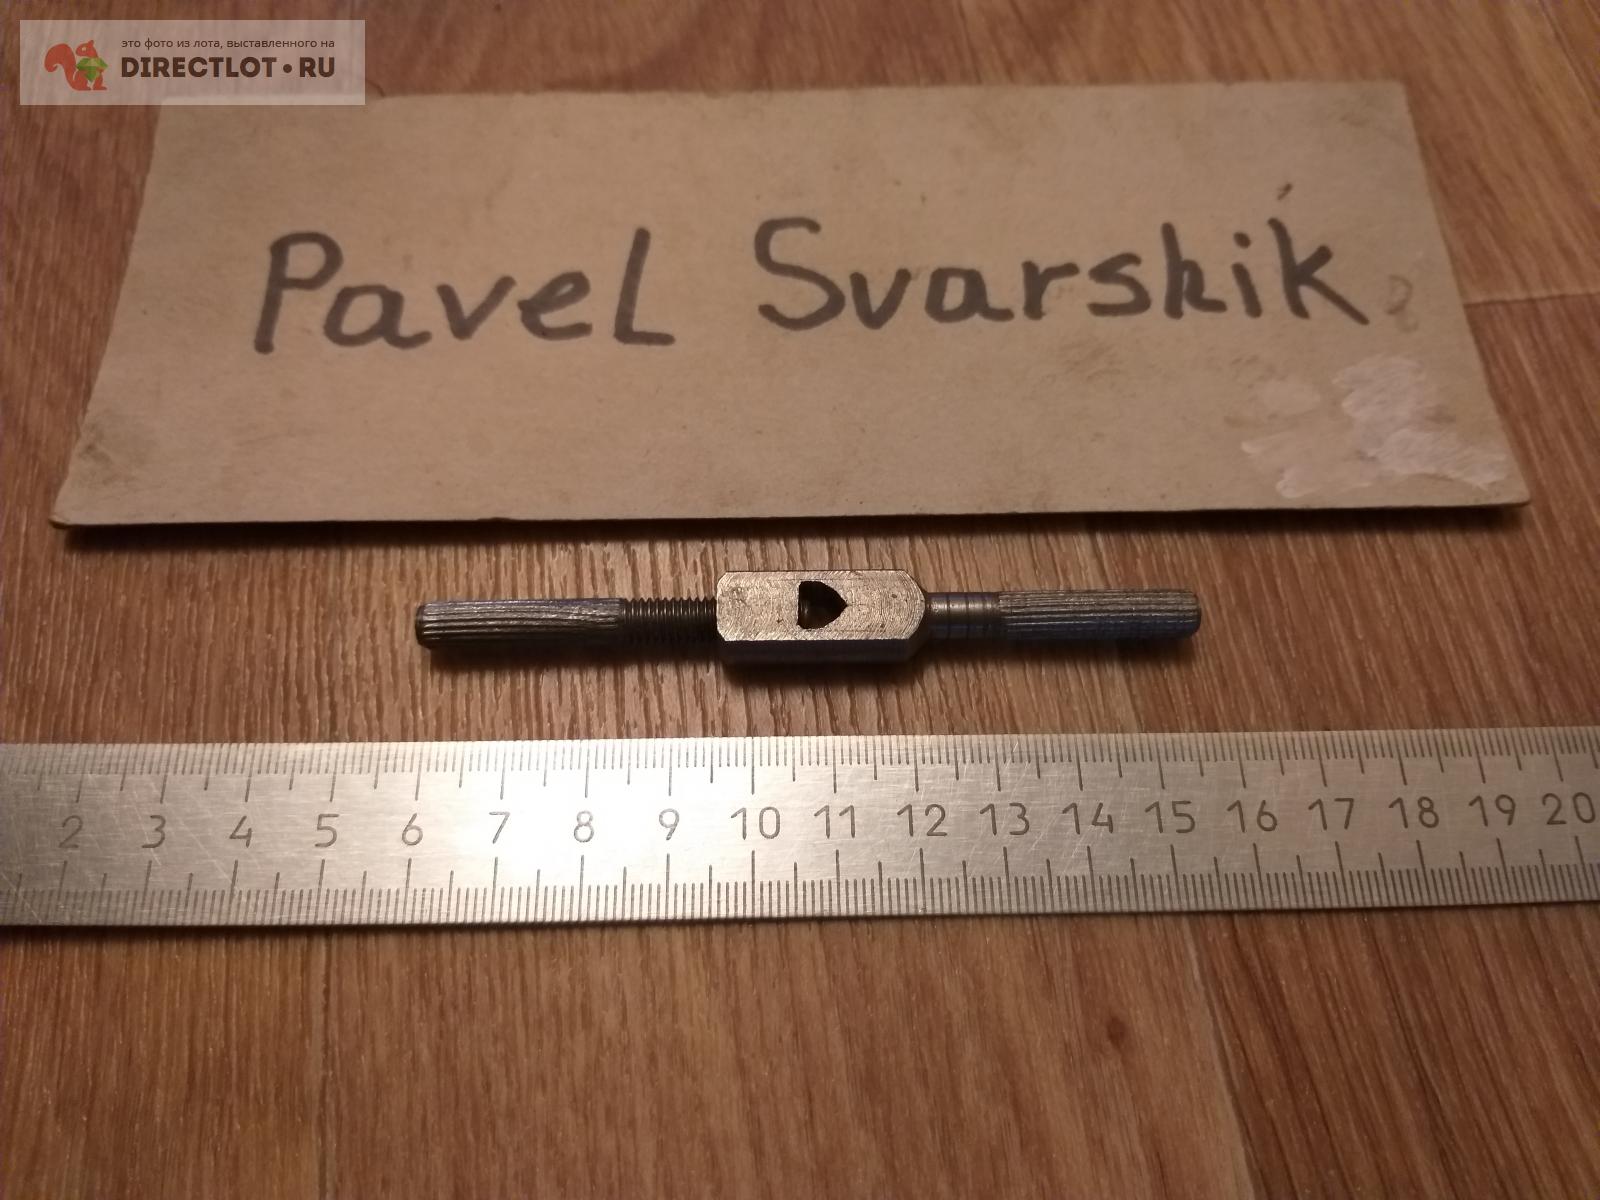 это фото из лота, выставленного на
DIRECTLOT•RU
Pavel Svarskik
2 3 4 5 6 7 8 9 10 11 12 13 14 15 16 17 18 19 20